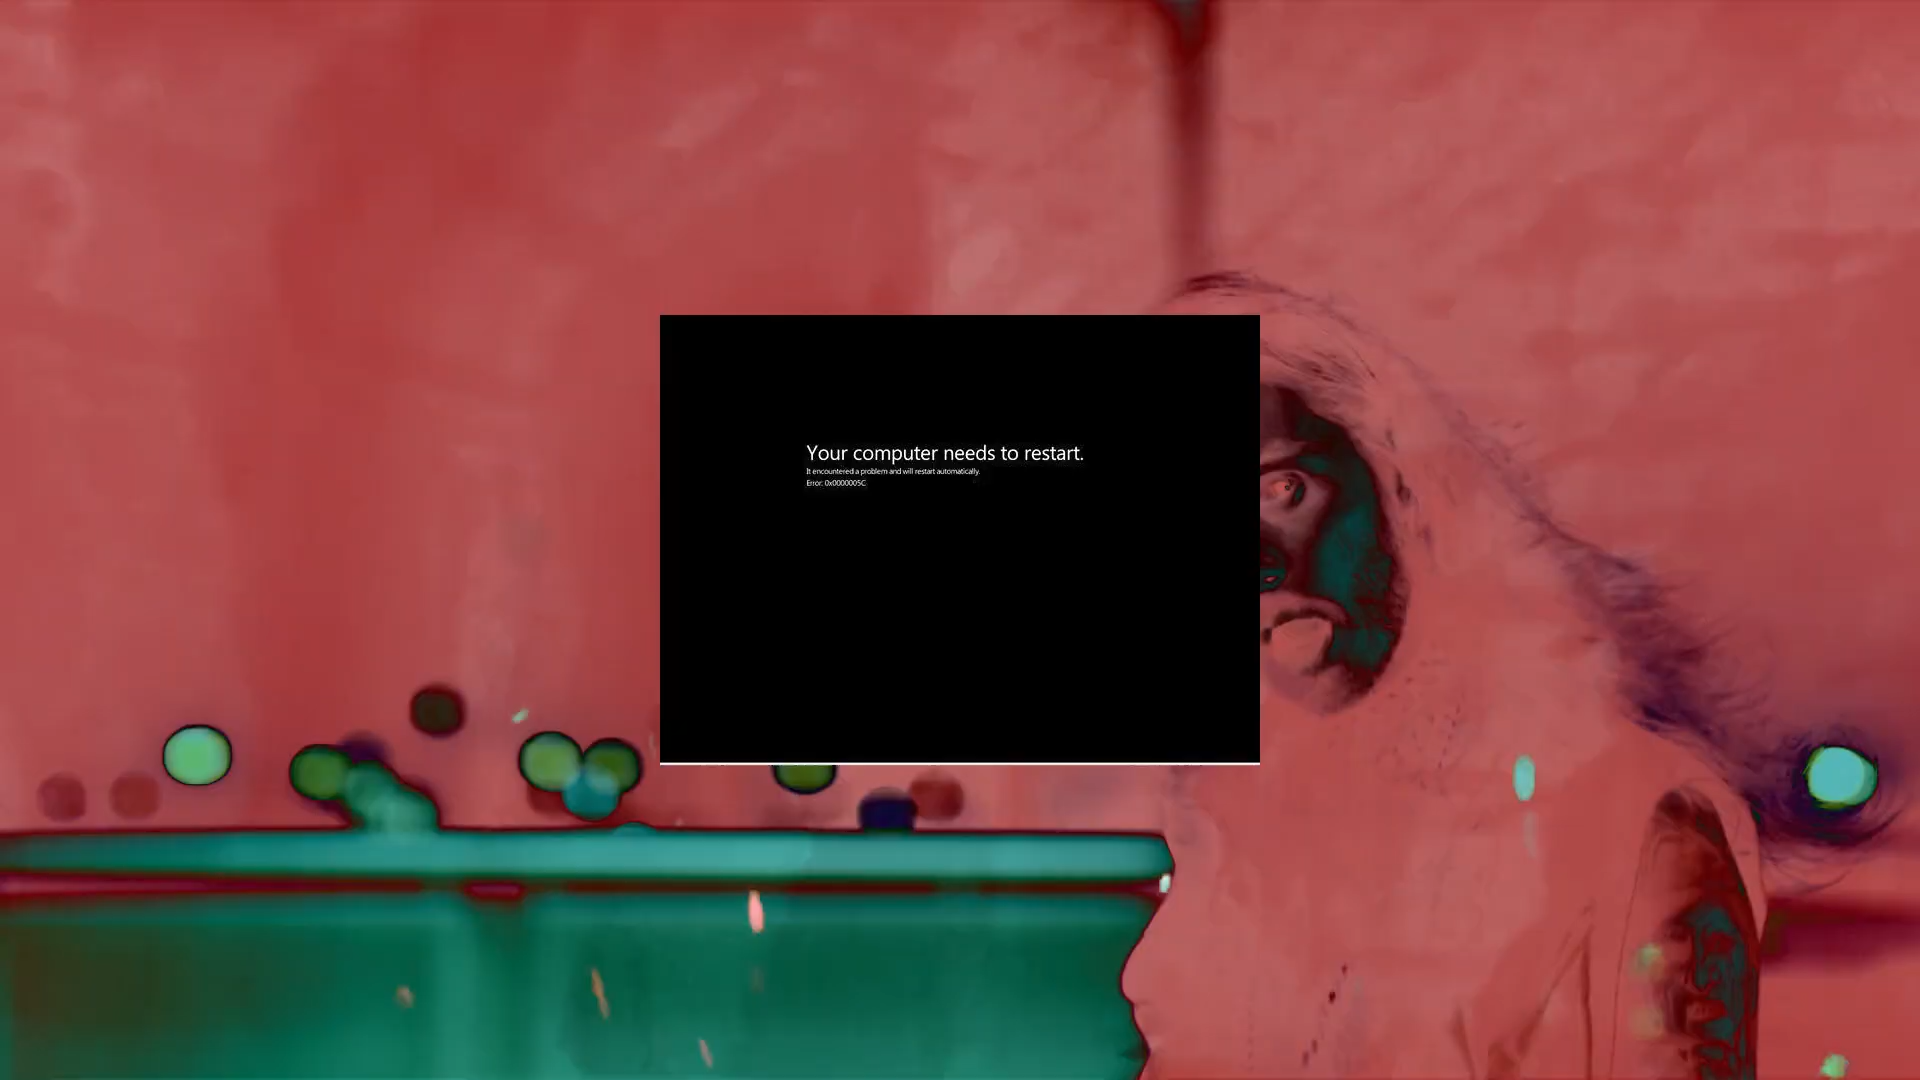 Your computer needs to restart.
It encountered a problem and will restart automatically.
Error: 0x0000005C